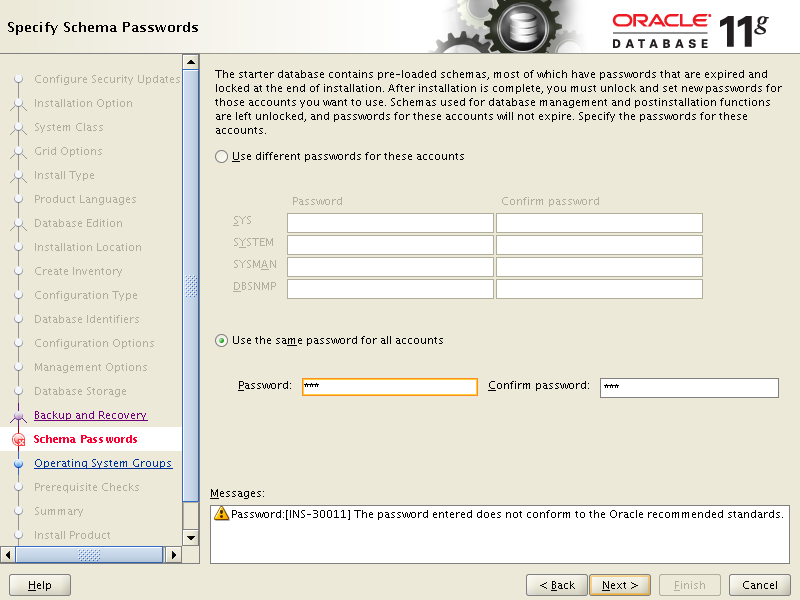 Specify Schema Passwords
ORACLE
DATABASE 11g
Configure Security Updates
Installation Option
System Class
Grid Options
Install Type
Product Languages
Database Edition
Installation Location
Create Inventory
Configuration Type
Database Identifiers
Configuration Options
Management Options
Database Storage
Backup and Recovery
Schema Passwords
Operating System Groups
Prerequisite Checks
Summary
Install Product
The starter database contains pre-loaded schemas, most of which have passwords that are expired and
locked at the end of installation. After installation is complete, you must unlock and set new passwords for
those accounts you want to use. Schemas used for database management and postinstallation functions
are left unlocked, and passwords for these accounts will not expire. Specify the passwords for these
accounts.
Use different passwords for these accounts
Password Confirm password
SYS
SYSTEM
SYSMAN
DBSNMP
Use the same password for all accounts
Password: *** Confirm password: ***
Messages:
Password:[INS-30011] The password entered does not conform to the Oracle recommended standards.
Help < Back Next > Finish Cancel